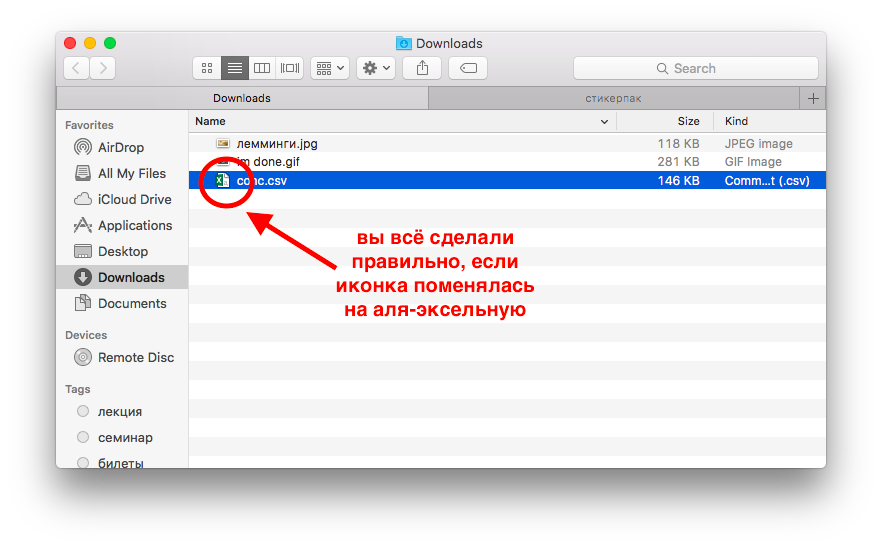 Downloads
Search
Downloads
стикерпак
Favorites
AirDrop
All My Files
iCloud Drive
Applications
Desktop
Downloads
Documents
Devices
Remote Disc
Tags
лекция
семинар
билеты
Name Size Kind
лемминги.jpg 118 KB JPEG image
im done.gif 281 KB GIF Image
conc.csv 146 KB Comm...t (.csv)
вы всё сделали
правильно, если
иконка поменялась
на аля-эксельную